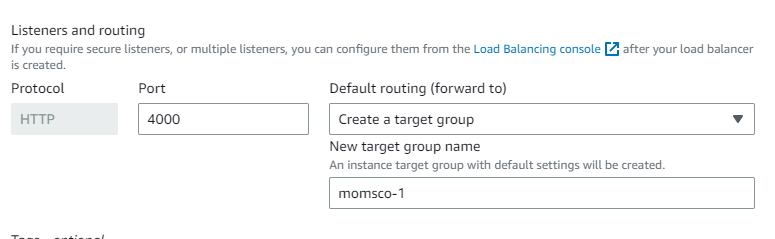 Listeners and routing
If you require secure listeners, or multiple listeners, you can configure them from the Load Balancing console after your load balancer
is created.
Protocol Port Default routing (forward to)
HTTP 4000 Create a target group
New target group name
An instance target group with default settings will be created.
momsco-1
Tags - optional